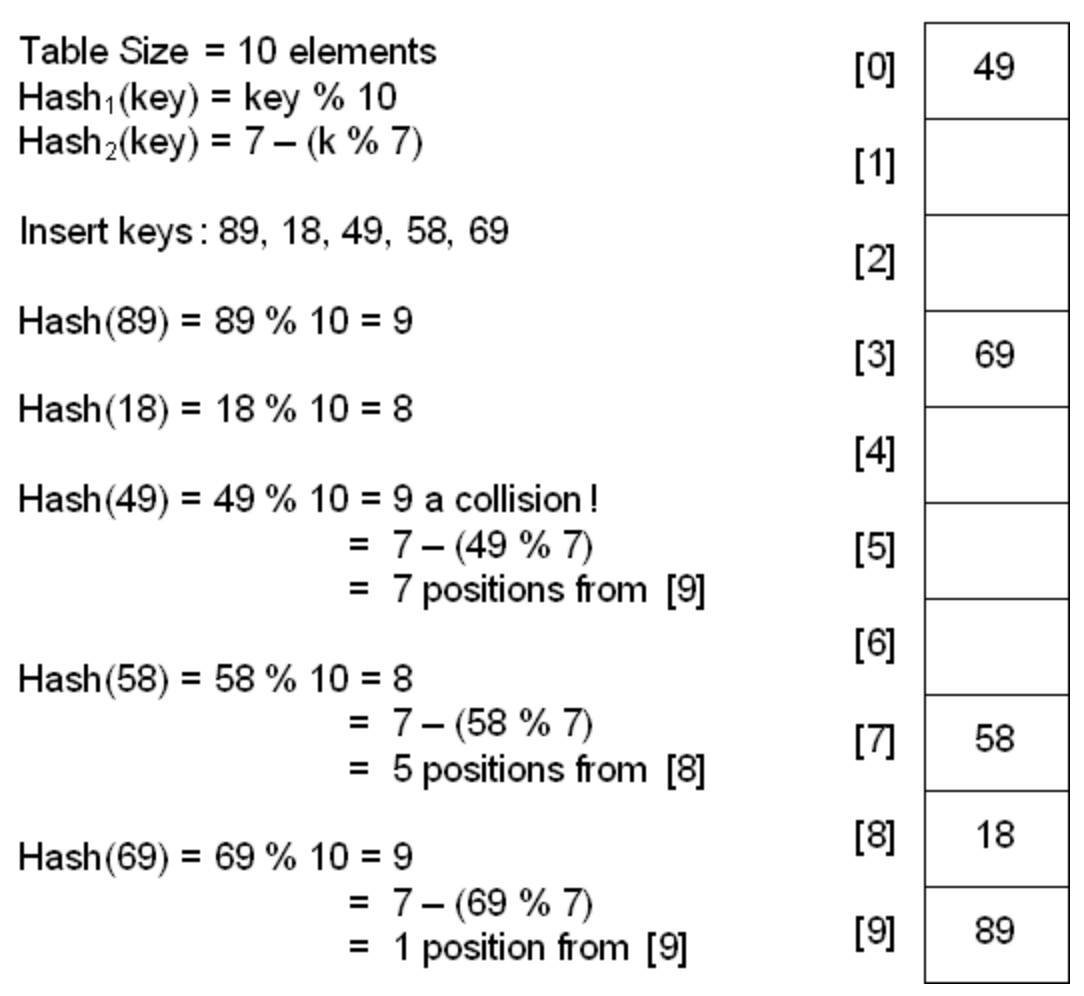 Table Size = 10 elements
Hash₁(key) = key % 10
Hash₂(key) = 7 – (k % 7)
Insert keys : 89, 18, 49, 58, 69
Hash(89) = 89 % 10 = 9
Hash(18) = 18 % 10 = 8
Hash(49) = 49 % 10 = 9 a collision !
= 7 – (49 % 7)
= 7 positions from [9]
Hash(58) = 58 % 10 = 8
= 7 – (58 % 7)
= 5 positions from [8]
Hash(69) = 69 % 10 = 9
= 7 – (69 % 7)
= 1 position from [9]
[0] 49
[1]
[2]
[3] 69
[4]
[5]
[6]
[7] 58
[8] 18
[9] 89